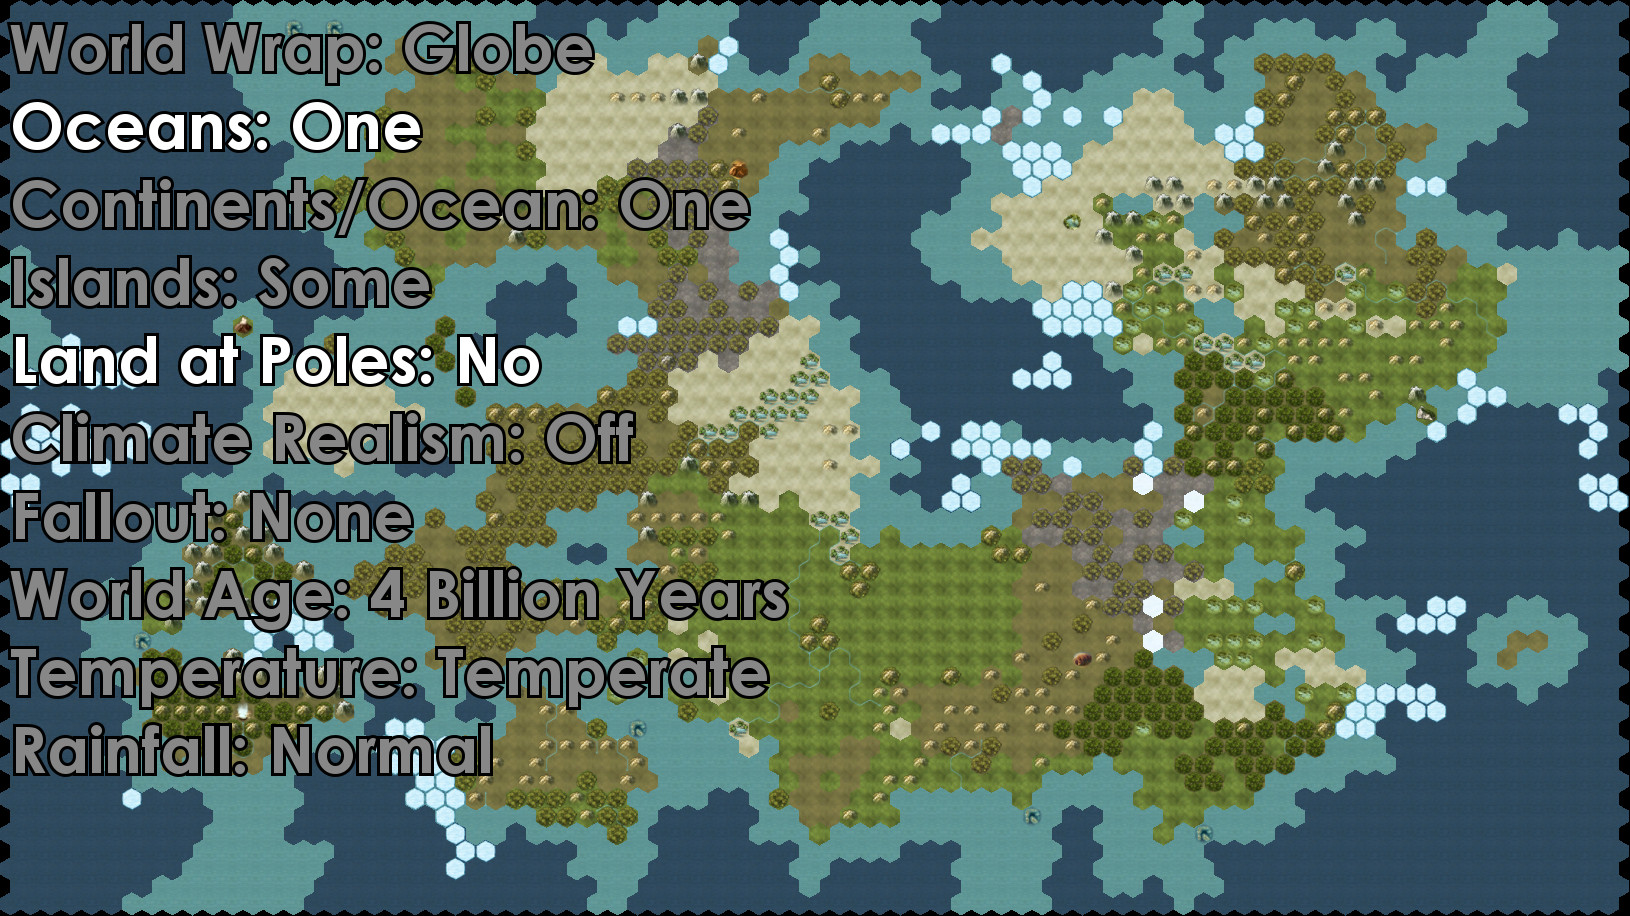 World Wrap: Globe
Oceans: One
Continents/Ocean: One
Islands: Some
Land at Poles: No
Climate Realism: Off
Fallout: None
World Age: 4 Billion Years
Temperature: Temperate
Rainfall: Normal